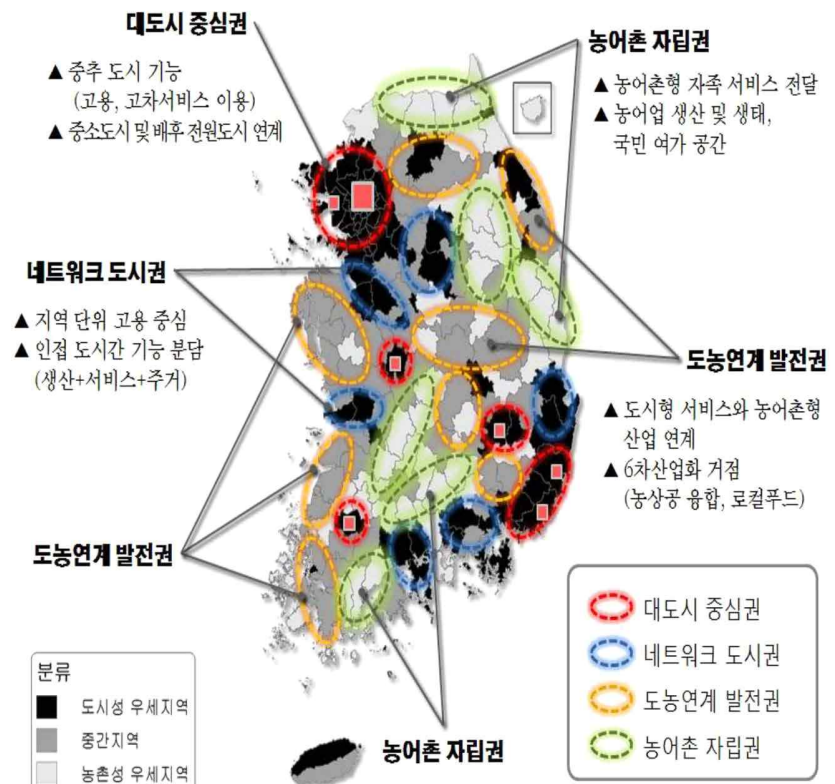 대도시 중심권
▲ 중추 도시 기능
(고용, 고차서비스 이용)
▲ 중소도시 및 배후 전원도시 연계
농어촌 자립권
▲ 농어촌형 자족 서비스 전달
▲ 농어업 생산 및 생태,
국민 여가 공간
네트워크 도시권
▲ 지역 단위 고용 중심
▲ 인접 도시간 기능 분담
(생산+서비스+주거)
도농연계 발전권
▲ 도시형 서비스와 농어촌형
산업 연계
▲ 6차산업화 거점
(농상공 융합, 로컬푸드)
도농연계 발전권
농어촌 자립권
분류
도시성 우세지역
중간지역
농촌성 우세지역
대도시 중심권
네트워크 도시권
도농연계 발전권
농어촌 자립권